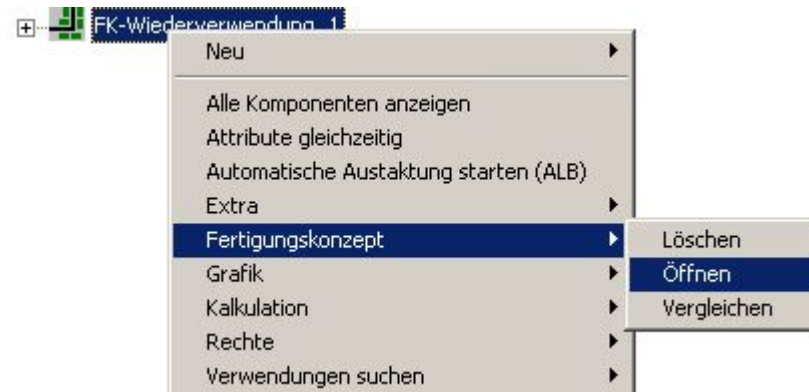 FK-Wiederverwendung_1
Neu
Alle Komponenten anzeigen
Attribute gleichzeitig
Automatische Austaktung starten (ALB)
Extra
Fertigungskonzept
Löschen
Grafik
Öffnen
Kalkulation
Vergleichen
Rechte
Verwendungen suchen